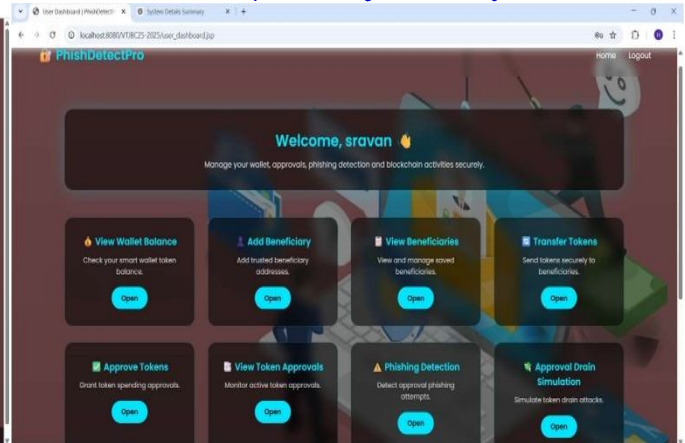 User Dashboard | PhishDetect
System Details Summary
localhost:8080/VTJBC25-2025/user_dashboard.jsp
PhishDetectPro
Home Logout
Welcome, sravan
Manage your wallet, approvals, phishing detection and blockchain activities securely.
View Wallet Balance
Check your smart wallet token
balance.
Open
Add Beneficiary
Add trusted beneficiary
addresses.
Open
View Beneficiaries
View and manage saved
beneficiaries.
Open
Transfer Tokens
Send tokens securely to
beneficiaries.
Open
Approve Tokens
Grant token spending approvals.
Open
View Token Approvals
Monitor active token approvals.
Open
Phishing Detection
Detect approval phishing
attempts.
Open
Approval Drain
Simulation
Simulate token drain attacks.
Open